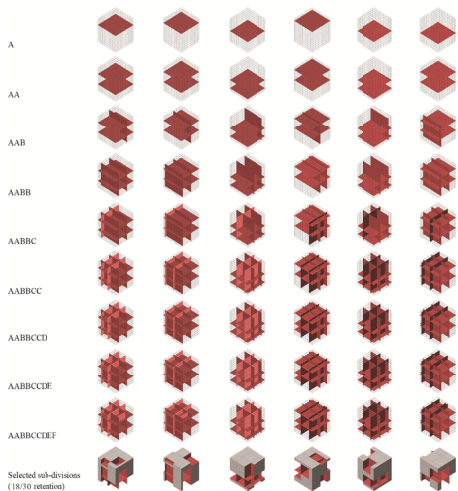 A
AA
AAB
AABB
AABBC
AABBCC
AABBCCD
AABBCCDE
AABBCCDEF
Selected sub-divisions
(18/30 retention)